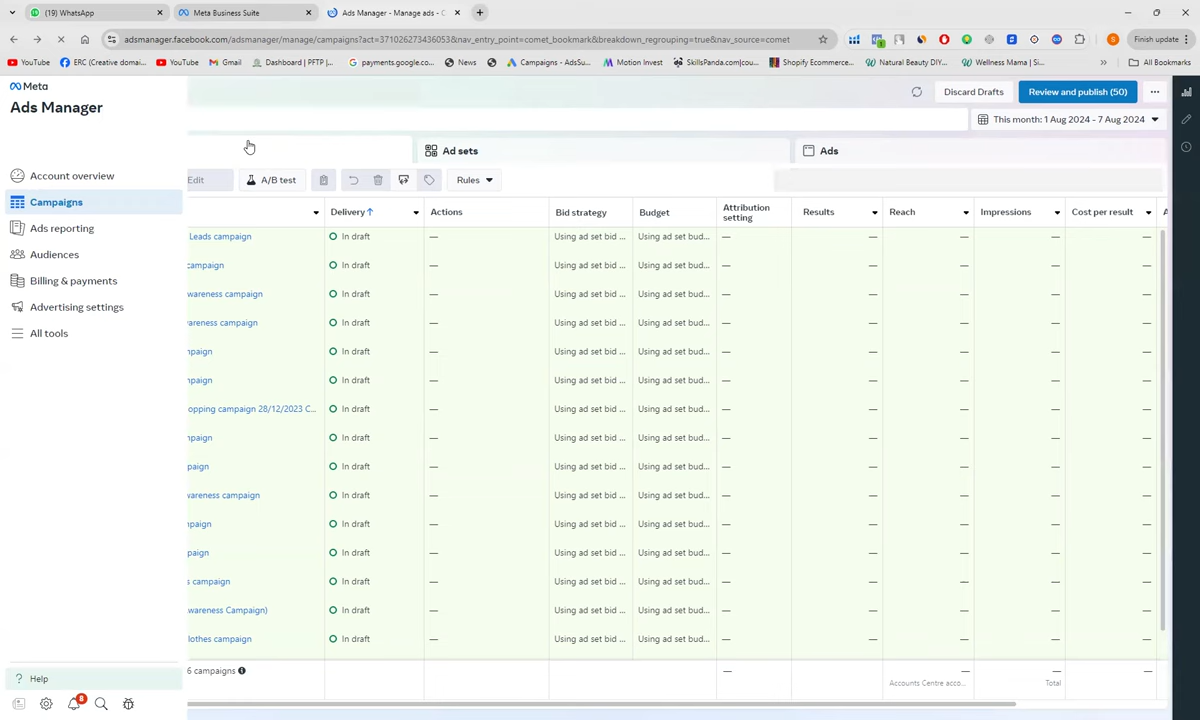 (19) WhatsApp
Meta Business Suite
Ads Manager - Manage ads - C
adsmanager.facebook.com/adsmanager/manage/campaigns?act=371026273436053&nav_entry_point=comet_bookmark&breakdown_regrouping=true&nav_source=comet
Finish update
YouTube
ERC (Creative domai...
YouTube
Gmail
Dashboard | PFTP |...
payments.google.co...
News
Campaigns - AdsSu...
Motion Invest
SkillsPanda.com(cou...
Shopify Ecommerce...
Natural Beauty DIY...
Wellness Mama | Si...
All Bookmarks
Meta
Ads Manager
Discard Drafts
Review and publish (50)
This month: 1 Aug 2024 - 7 Aug 2024
Account overview
Campaigns
Ads reporting
Audiences
Billing & payments
Advertising settings
All tools
Ad sets
Ads
Edit
A/B test
Rules
Delivery
Actions
Bid strategy
Budget
Attribution setting
Results
Reach
Impressions
Cost per result
A
Leads campaign In draft — Using ad set bid ... Using ad set bud... — — — — —
campaign In draft — Using ad set bid ... Using ad set bud... — — — — —
wareness campaign In draft — Using ad set bid ... Using ad set bud... — — — — —
vareness campaign In draft — Using ad set bid ... Using ad set bud... — — — — —
npaign In draft — Using ad set bid ... Using ad set bud... — — — — —
mpaign In draft — Using ad set bid ... Using ad set bud... — — — — —
opping campaign 28/12/2023 C... In draft — Using ad set bid ... Using ad set bud... — — — — —
mpaign In draft — Using ad set bid ... Using ad set bud... — — — — —
paign In draft — Using ad set bid ... Using ad set bud... — — — — —
wareness campaign In draft — Using ad set bid ... Using ad set bud... — — — — —
mpaign In draft — Using ad set bid ... Using ad set bud... — — — — —
paign In draft — Using ad set bid ... Using ad set bud... — — — — —
s campaign In draft — Using ad set bid ... Using ad set bud... — — — — —
wareness Campaign) In draft — Using ad set bid ... Using ad set bud... — — — — —
lothes campaign In draft — Using ad set bid ... Using ad set bud... — — — — —
6 campaigns — — — —
Accounts Centre acco...
Total
Help
8